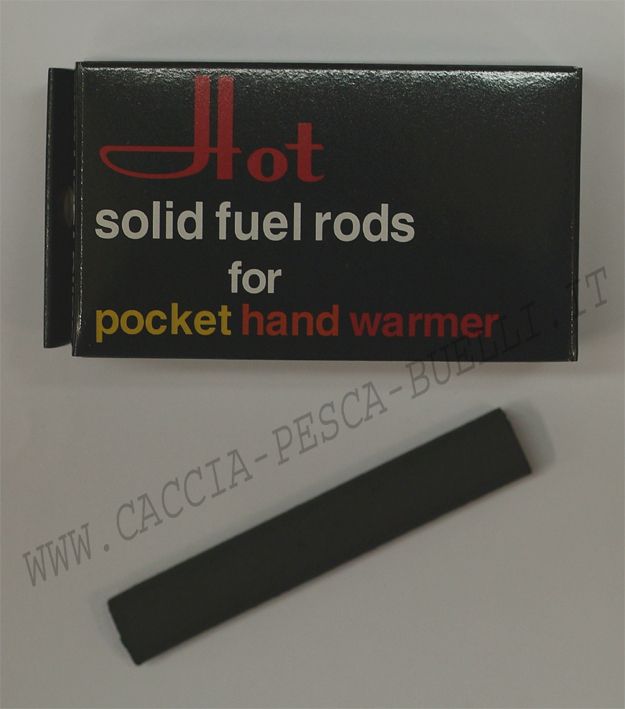 Hot
solid fuel rods
for
pocket hand warmer
WWW.CACCIA-PESCA-BUELLI.IT